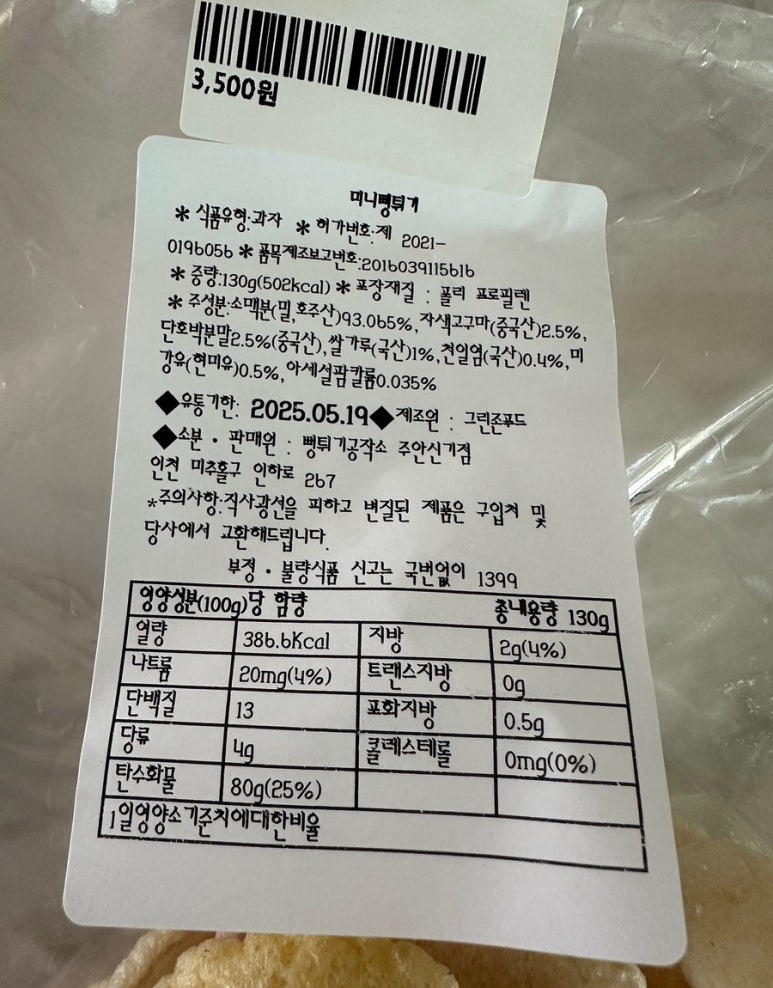 3,500원
미니뻥튀기
* 식품유형:과자 * 허가번호:제 2021-
0196056 * 품목제조보고번호:2016039115616
* 중량:130g(502kcal) * 포장재질 : 폴리 프로필렌
* 주성분:소맥분(밀,호주산)93.065%,자색고구마(중국산)2.5%,
단호박분말2.5%(중국산),쌀가루(국산)1%,천일염(국산)0.4%,미
강유(현미유)0.5%,아세설팜칼륨0.035%
◆유통기한: 2025.05.19◆제조원 : 그린존푸드
◆소분 · 판매원 : 뻥튀기공작소 주안신기점
인천 미추홀구 인하로 267
*주의사항:직사광선을 피하고 변질된 제품은 구입처 및
당사에서 교환해드립니다.
부정 · 불량식품 신고는 국번없이 1399
영양성분(100g)당 함량 총내용량 130g
열량 386.6Kcal 지방 2g(4%)
나트륨 20mg(4%) 트랜스지방 0g
단백질 13 포화지방 0.5g
당류 4g 콜레스테롤 0mg(0%)
탄수화물 80g(25%)
1일영양소기준치에대한비율